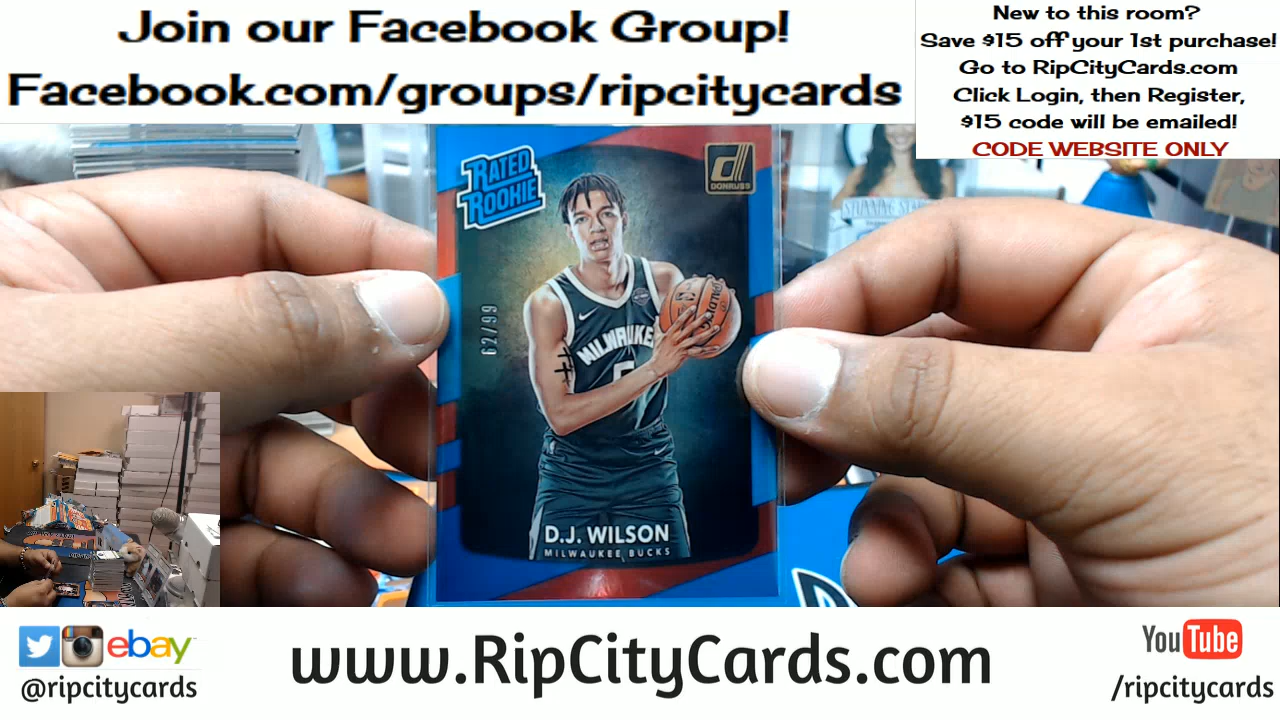 Join our Facebook Group!
Facebook.com/groups/ripcitycards
New to this room?
Save $15 off your 1st purchase!
Go to RipCityCards.com
Click Login, then Register,
$15 code will be emailed!
CODE WEBSITE ONLY
RATED
ROOKIE
DONRUSS
62/99
SPALDING
MILWAUKEE
D.J. WILSON
MILWAUKEE BUCKS
ebay
@ripcitycards
www.RipCityCards.com
YouTube
/ripcitycards